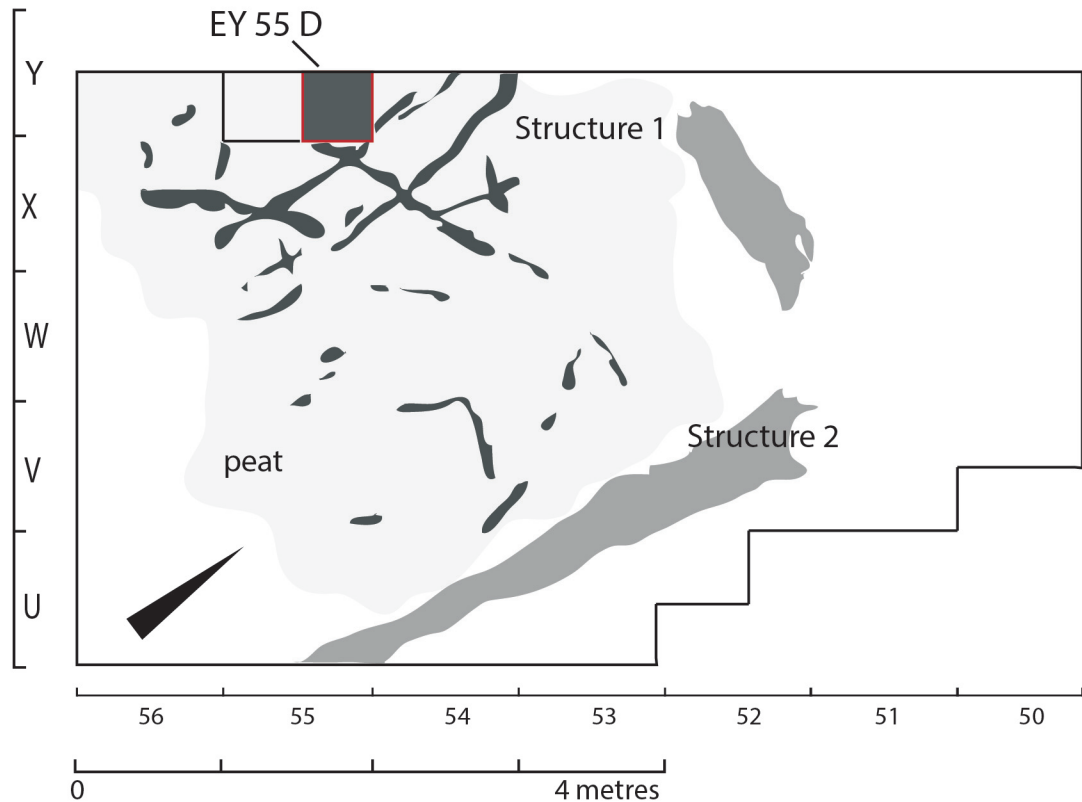 EY 55 D
Y
Structure 1
X
W
Structure 2
V
peat
U
56 55 54 53 52 51 50
0 4 metres